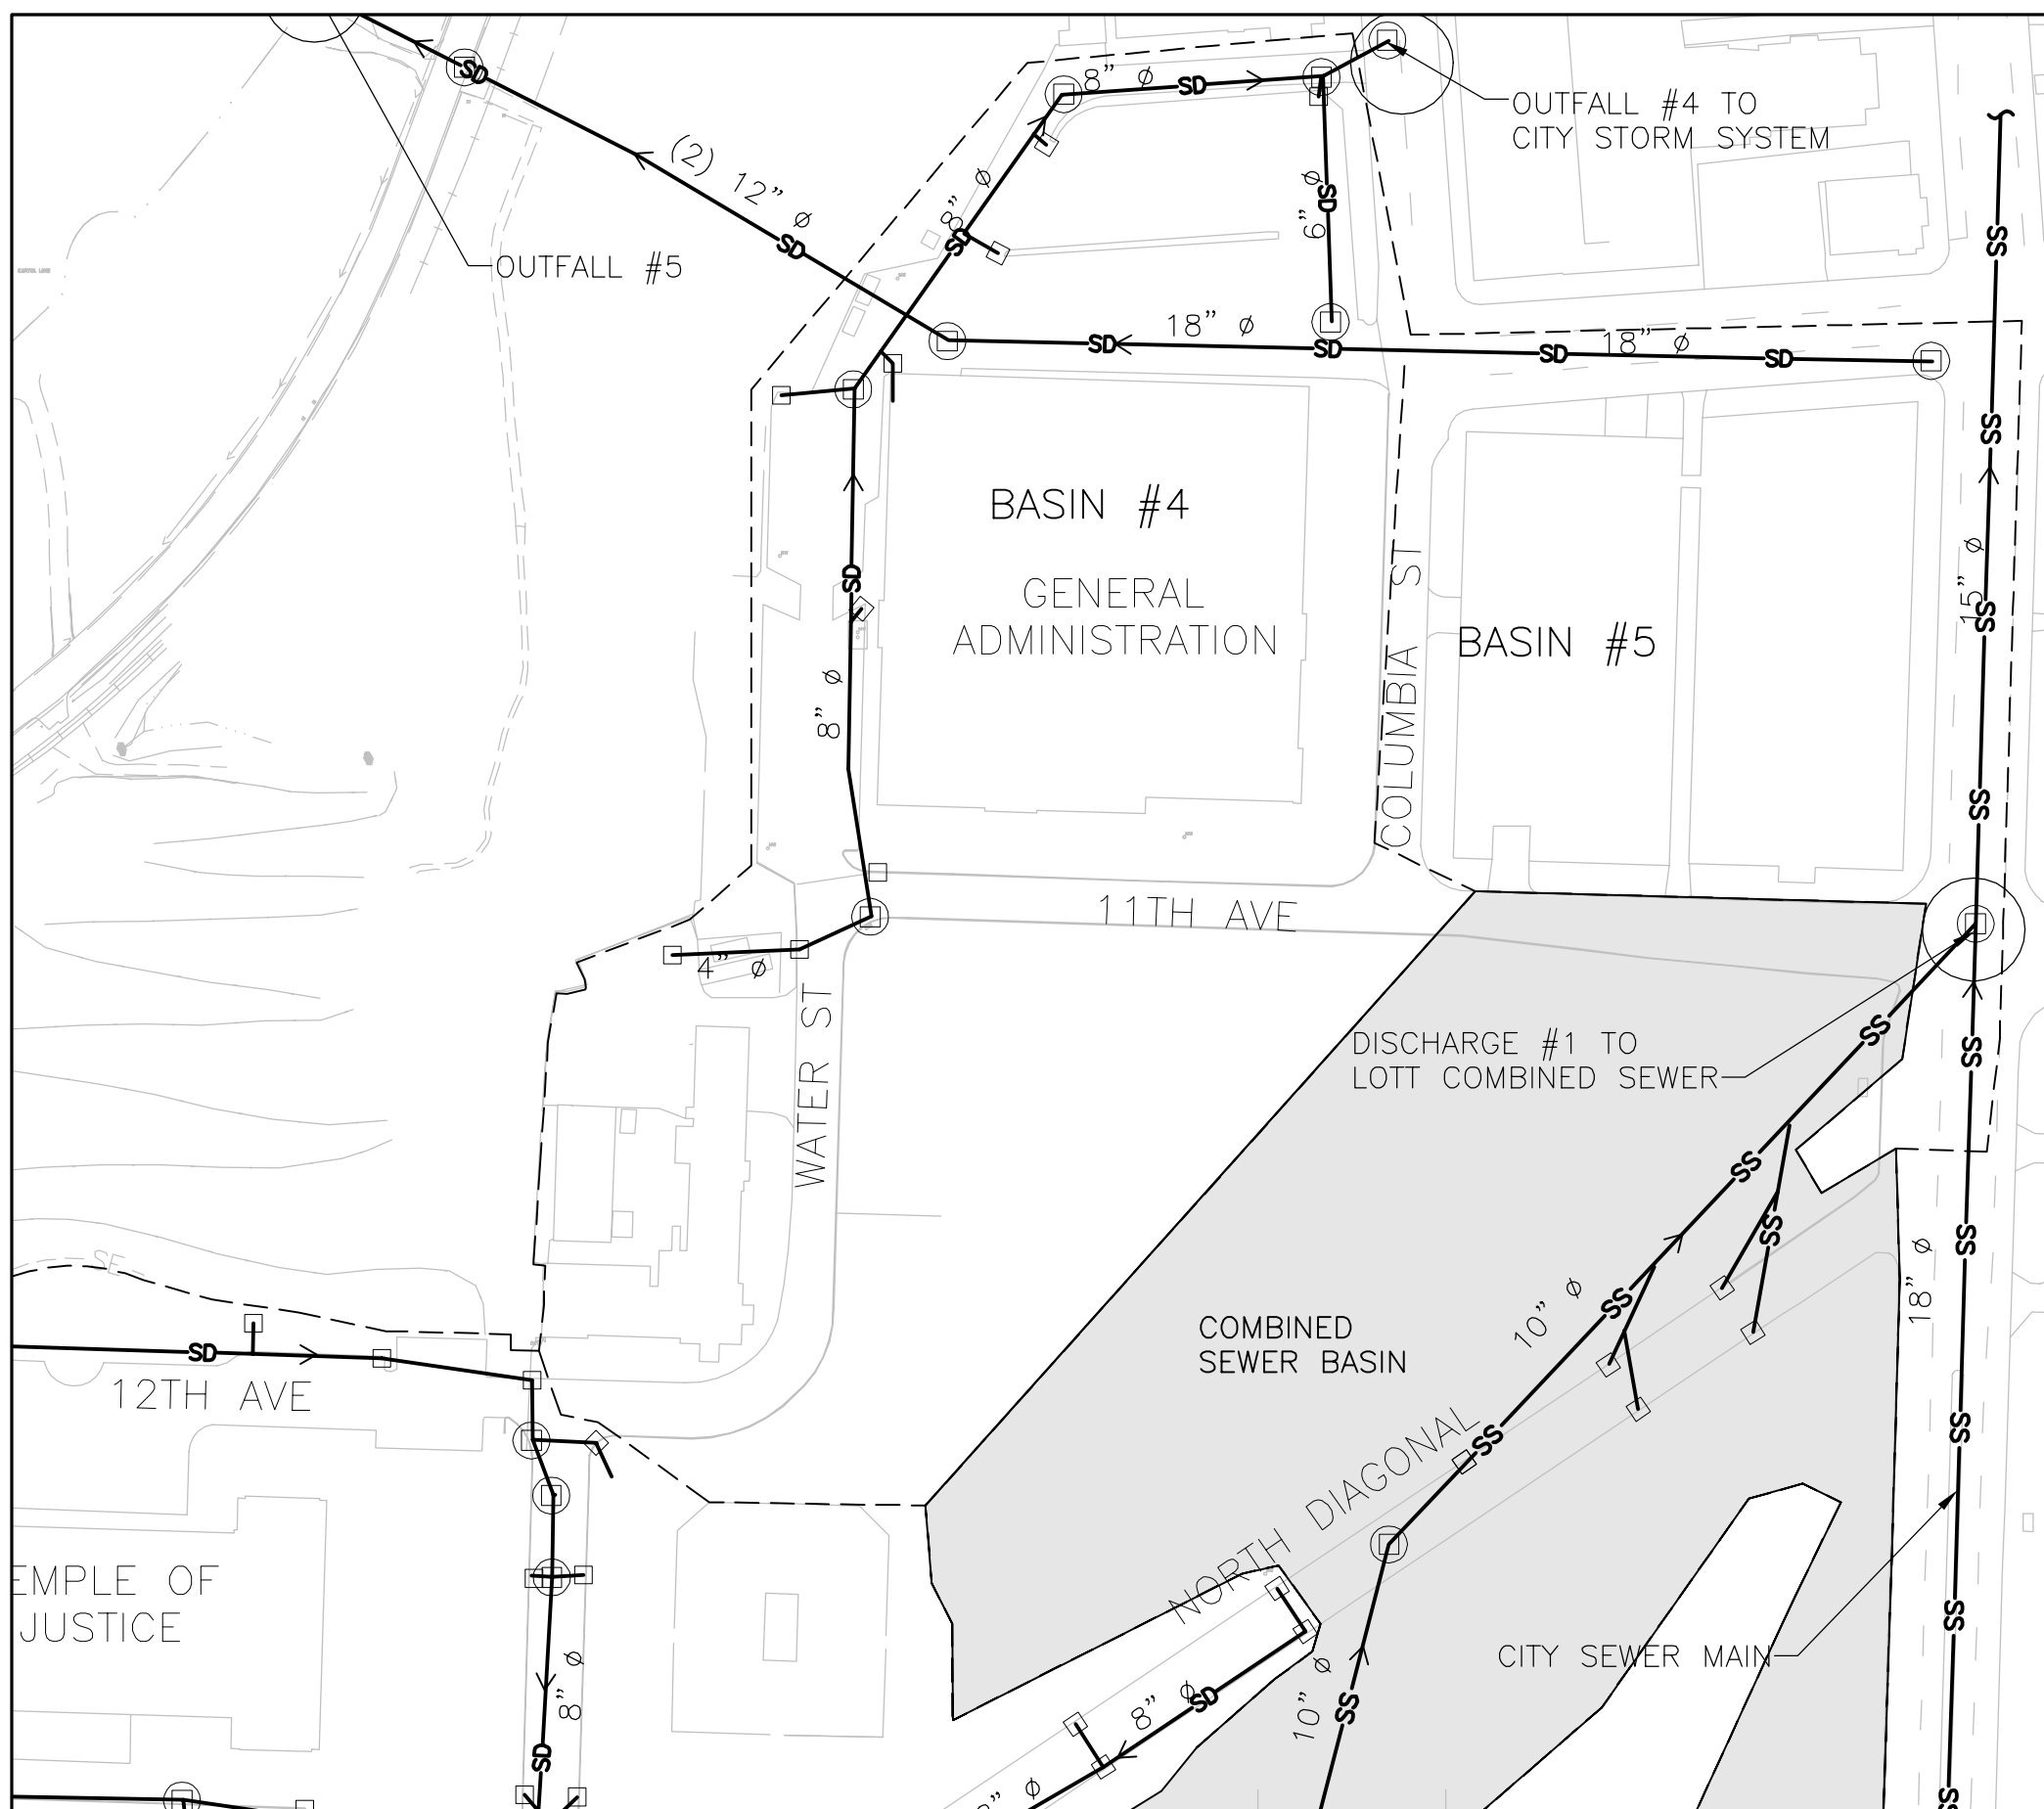 8” ø
SD
OUTFALL #4 TO
CITY STORM SYSTEM
SD
(2) 12” ø
SD
8” ø
SD
6” ø
SD
SS
OUTFALL #5
18” ø
SD
SD
18” ø
SD
SD
SS
BASIN #4
GENERAL
ADMINISTRATION
SD
8” ø
COLUMBIA ST
BASIN #5
15” ø
SS
SS
11TH AVE
4” ø
WATER ST
DISCHARGE #1 TO
LOTT COMBINED SEWER
SS
SS
SS
SS
SS
18” ø
COMBINED
SEWER BASIN
10” ø
SS
SS
SD
12TH AVE
SS
NORTH DIAGONAL
EMPLE OF
JUSTICE
SS
CITY SEWER MAIN
8” ø
SD
8” ø
SD
10” ø
SS
SS